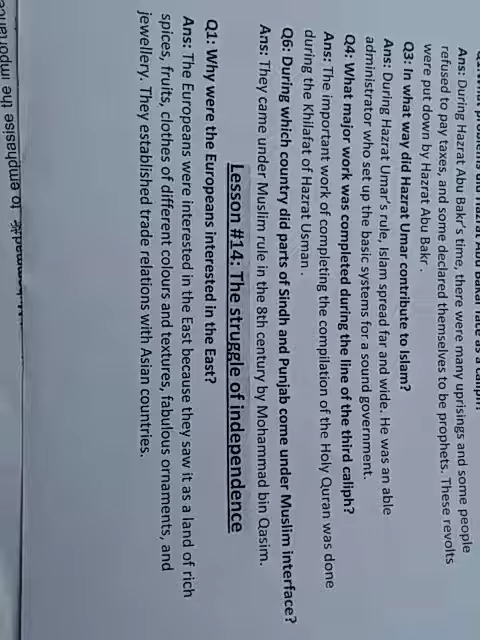 Ans: During Hazrat Abu Bakr's time, there were many uprisings and some people
refused to pay taxes, and some declared themselves to be prophets. These revolts
were put down by Hazrat Abu Bakr.
Q3: In what way did Hazrat Umar contribute to Islam?
Ans: During Hazrat Umar's rule, Islam spread far and wide. He was an able
administrator who set up the basic systems for a sound government.
Q4: What major work was completed during the line of the third caliph?
Ans: The important work of completing the compilation of the Holy Quran was done
during the Khilafat of Hazrat Usman.
Q6: During which country did parts of Sindh and Punjab come under Muslim interface?
Ans: They came under Muslim rule in the 8th century by Mohammad bin Qasim.
Lesson #14: The struggle of independence
Q1: Why were the Europeans interested in the East?
Ans: The Europeans were interested in the East because they saw it as a land of rich
spices, fruits, clothes of different colours and textures, fabulous ornaments, and
jewellery. They established trade relations with Asian countries.
to emphasise the importance